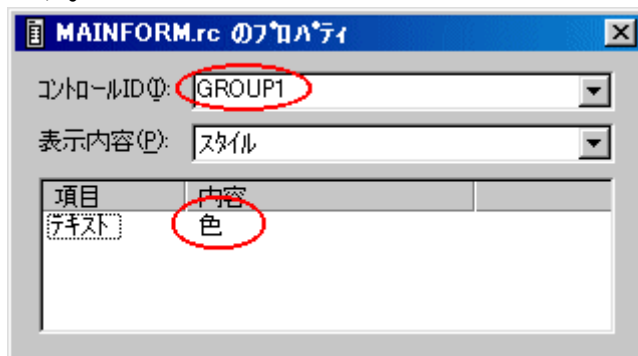 MAINFORM.rc のﾌﾟﾛﾊﾟﾃｨ
ｺﾝﾄﾛｰﾙID(I): GROUP1
表示内容(P): ｽﾀｲﾙ
項目 内容
ﾃｷｽﾄ 色